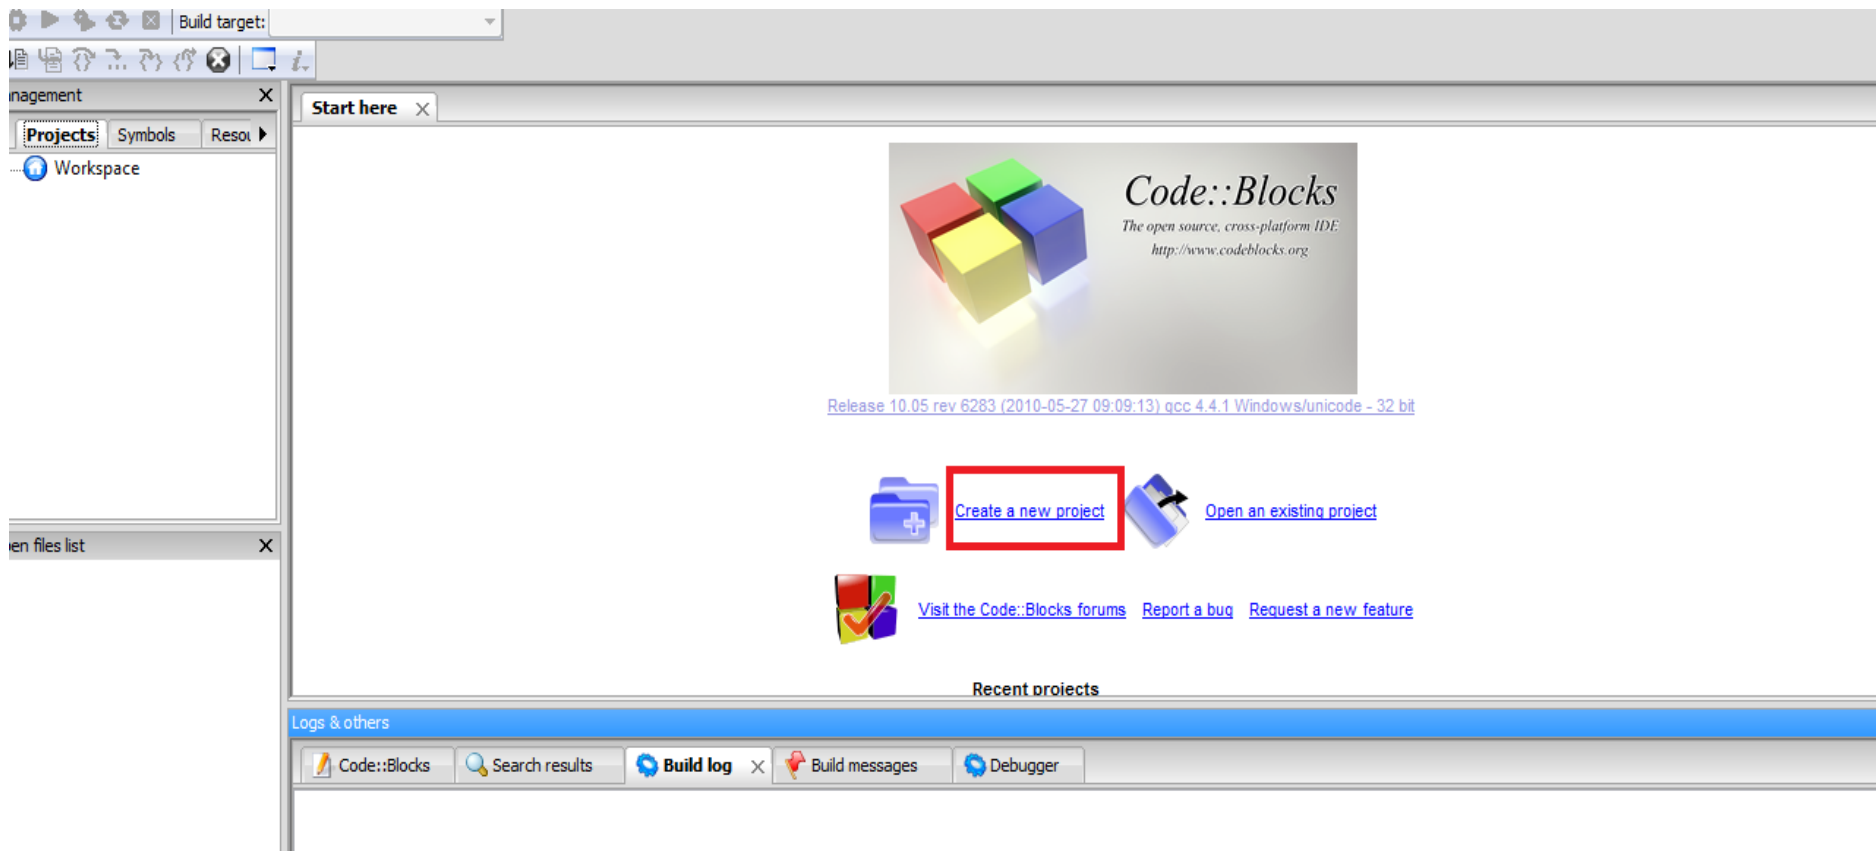 Build target:
nagement
Projects Symbols Resou
Workspace
Start here
Code::Blocks
The open source, cross-platform IDE
http://www.codeblocks.org
Release 10.05 rev 6283 (2010-05-27 09:09:13) gcc 4.4.1 Windows/unicode - 32 bit
Create a new project
Open an existing project
Visit the Code::Blocks forums Report a bug Request a new feature
Recent projects
en files list
Logs & others
Code::Blocks Search results Build log Build messages Debugger